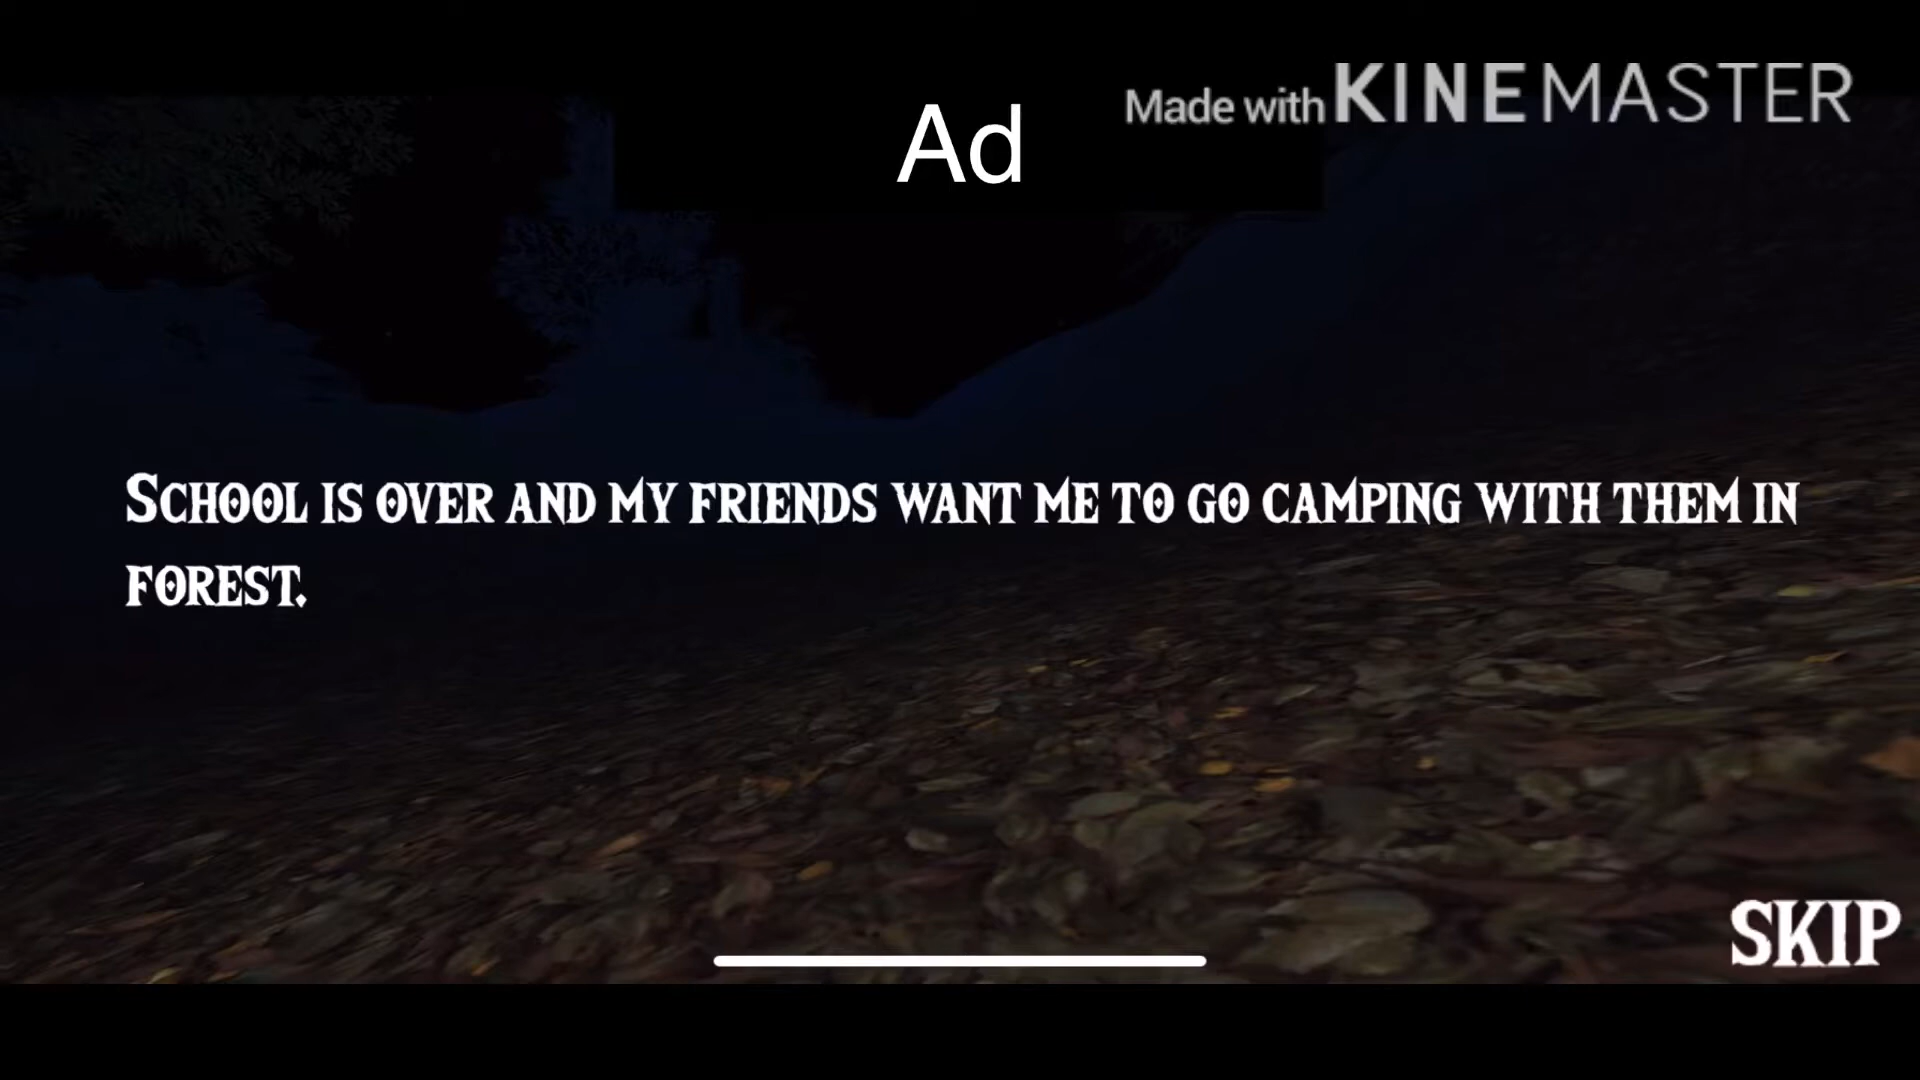 Made with KINEMASTER
Ad
SCHOOL IS OVER AND MY FRIENDS WANT ME TO GO CAMPING WITH THEM IN
FOREST.
SKIP